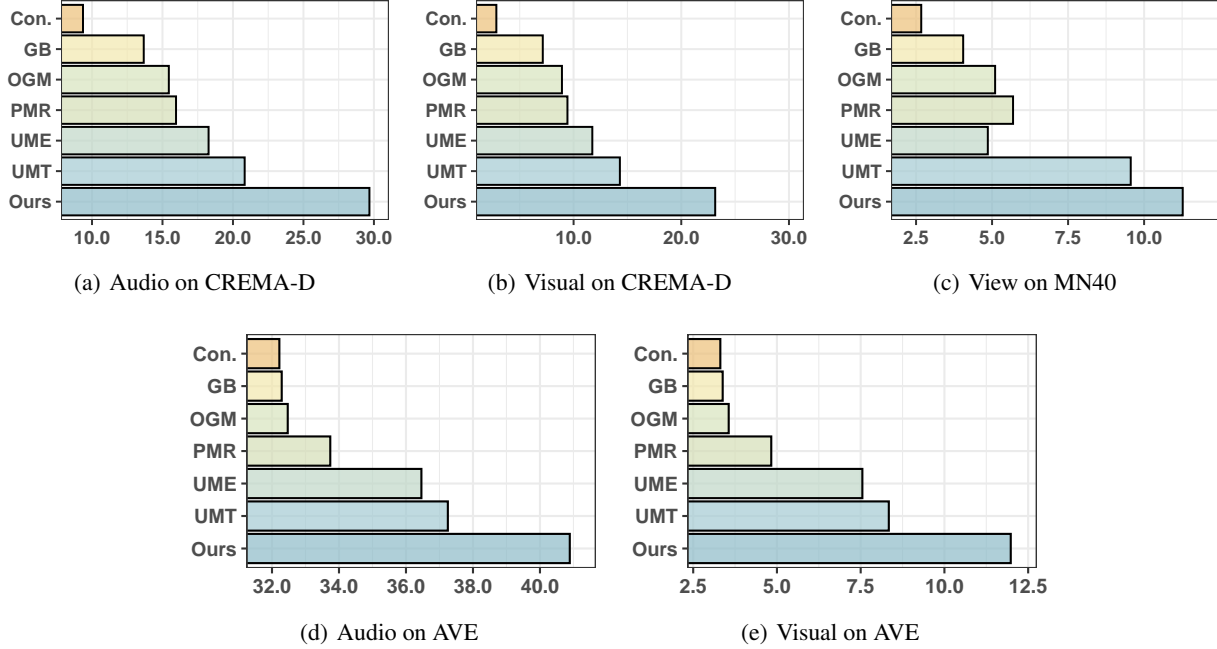 Con.
GB
OGM
PMR
UME
UMT
Ours
10.0 15.0 20.0 25.0 30.0
(a) Audio on CREMA-D
Con.
GB
OGM
PMR
UME
UMT
Ours
10.0 20.0 30.0
(b) Visual on CREMA-D
Con.
GB
OGM
PMR
UME
UMT
Ours
2.5 5.0 7.5 10.0
(c) View on MN40
Con.
GB
OGM
PMR
UME
UMT
Ours
32.0 34.0 36.0 38.0 40.0
(d) Audio on AVE
Con.
GB
OGM
PMR
UME
UMT
Ours
2.5 5.0 7.5 10.0 12.5
(e) Visual on AVE